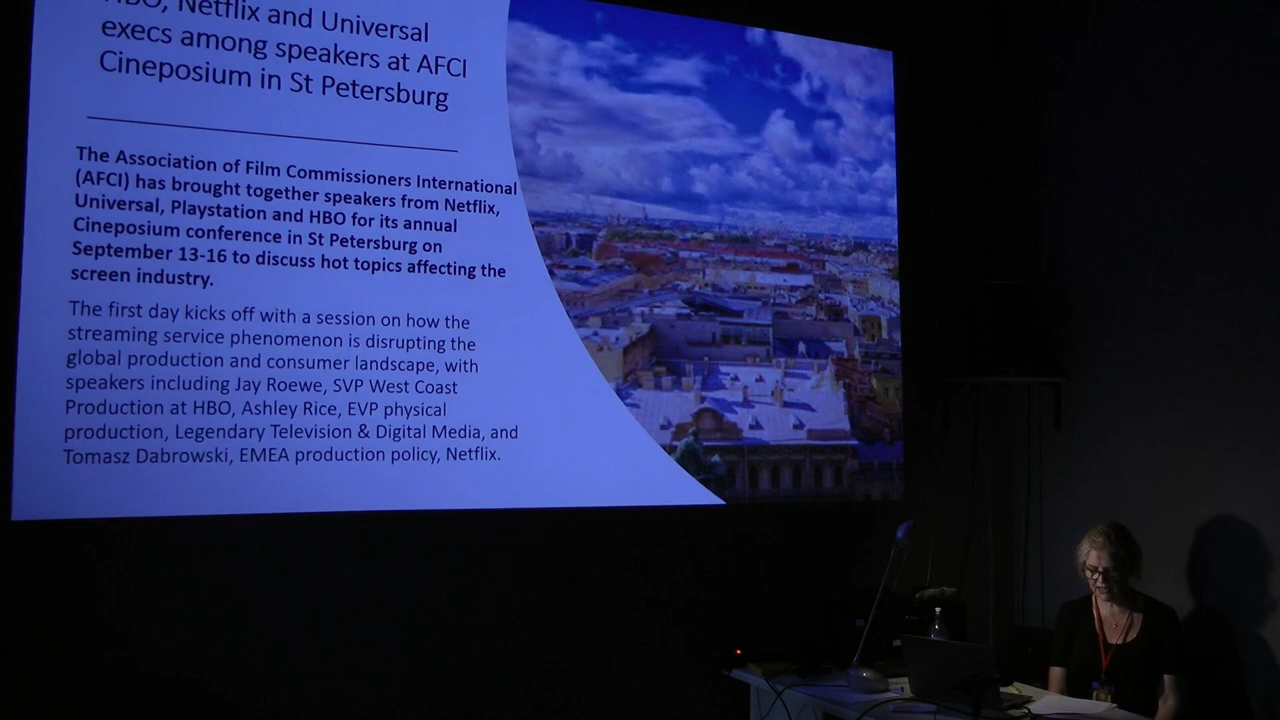 HBO, Netflix and Universal
execs among speakers at AFCI
Cineposium in St Petersburg
The Association of Film Commissioners International
(AFCI) has brought together speakers from Netflix,
Universal, Playstation and HBO for its annual
Cineposium conference in St Petersburg on
September 13-16 to discuss hot topics affecting the
screen industry.
The first day kicks off with a session on how the
streaming service phenomenon is disrupting the
global production and consumer landscape, with
speakers including Jay Roewe, SVP West Coast
Production at HBO, Ashley Rice, EVP physical
production, Legendary Television & Digital Media, and
Tomasz Dabrowski, EMEA production policy, Netflix.